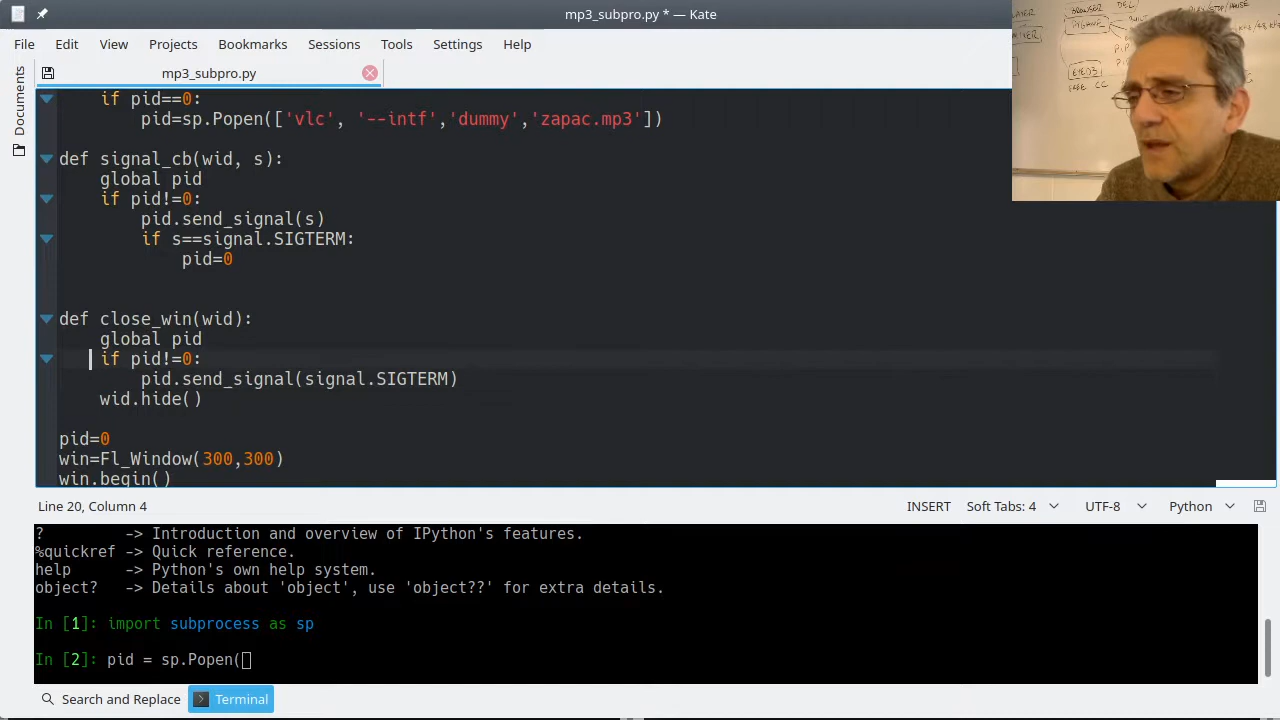 mp3_subpro.py * — Kate
File Edit View Projects Bookmarks Sessions Tools Settings Help
Documents
mp3_subpro.py
if pid==0:
pid=sp.Popen(['vlc', '--intf','dummy','zapac.mp3'])
def signal_cb(wid, s):
global pid
if pid!=0:
pid.send_signal(s)
if s==signal.SIGTERM:
pid=0
def close_win(wid):
global pid
if pid!=0:
pid.send_signal(signal.SIGTERM)
wid.hide()
pid=0
win=Fl_Window(300,300)
win.begin()
Line 20, Column 4 INSERT Soft Tabs: 4 UTF-8 Python
? -> Introduction and overview of IPython's features.
%quickref -> Quick reference.
help -> Python's own help system.
object? -> Details about 'object', use 'object??' for extra details.
In [1]: import subprocess as sp
In [2]: pid = sp.Popen(
Search and Replace Terminal
BROWSER DEL